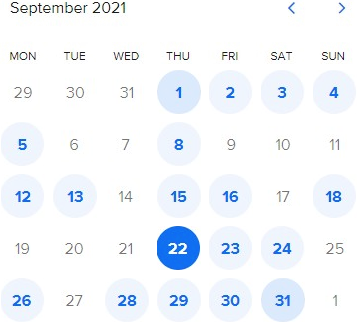 September 2021
MON TUE WED THU FRI SAT SUN
29 30 31 1 2 3 4
5 6 7 8 9 10 11
12 13 14 15 16 17 18
19 20 21 22 23 24 25
26 27 28 29 30 31 1